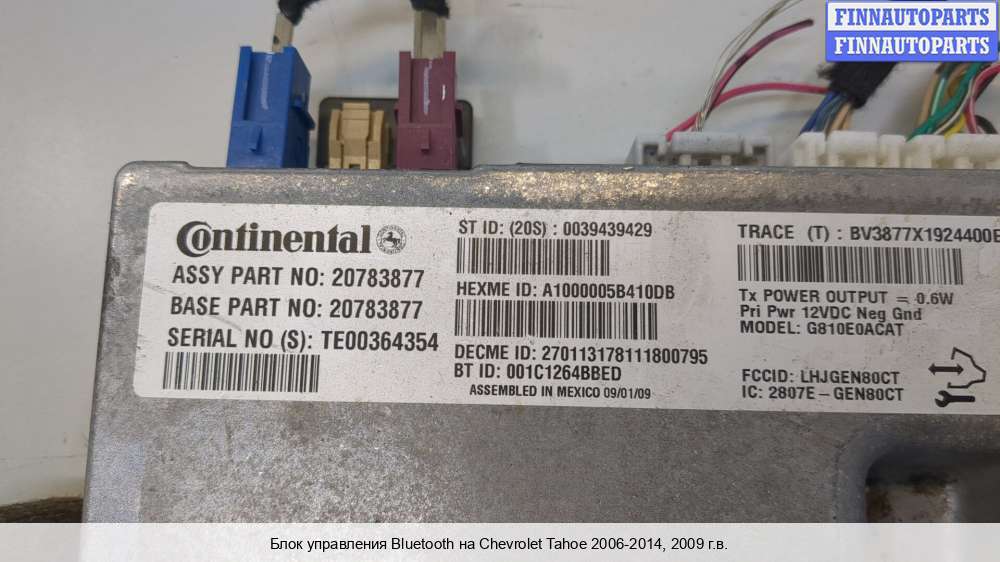 FINNAUTOPARTS
FINNAUTOPARTS
Continental
ASSY PART NO: 20783877
BASE PART NO: 20783877
SERIAL NO (S): TE00364354
ST ID: (20S) : 0039439429
HEXME ID: A1000005B410DB
DECME ID: 270113178111800795
BT ID: 001C1264BBED
ASSEMBLED IN MEXICO 09/01/09
TRACE (T) : BV3877X1924400E
Tx POWER OUTPUT = 0.6W
Pri Pwr 12VDC Neg Gnd
MODEL: G810E0ACAT
FCCID: LHJGEN80CT
IC: 2807E-GEN80CT
Блок управления Bluetooth на Chevrolet Tahoe 2006-2014, 2009 г.в.